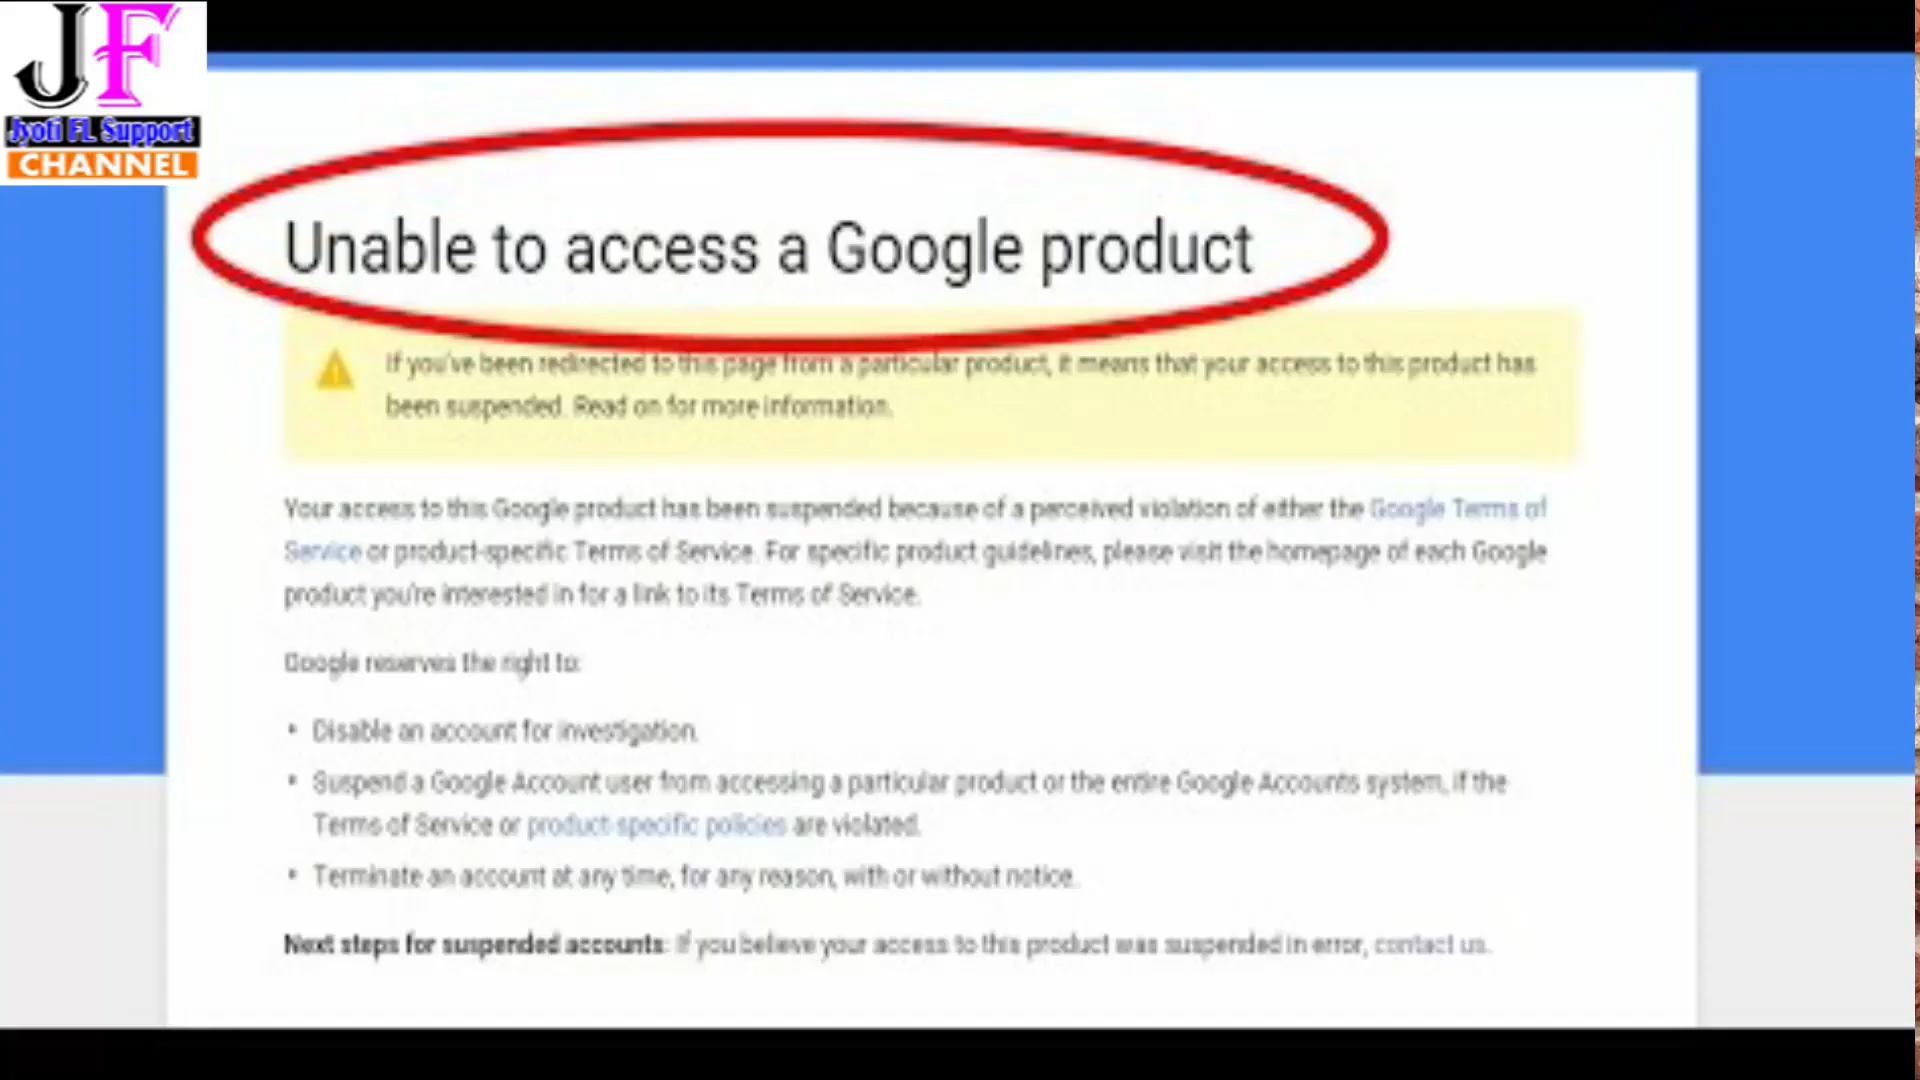 JF
Jyoti FL Support
CHANNEL
Unable to access a Google product
If you've been redirected to this page from a particular product, it means that your access to this product has
been suspended. Read on for more information.
Your access to this Google product has been suspended because of a perceived violation of either the Google Terms of
Service or product-specific Terms of Service. For specific product guidelines, please visit the homepage of each Google
product you're interested in for a link to its Terms of Service.
Google reserves the right to:
• Disable an account for investigation.
• Suspend a Google Account user from accessing a particular product or the entire Google Accounts system, if the
Terms of Service or product-specific policies are violated.
• Terminate an account at any time, for any reason, with or without notice.
Next steps for suspended accounts: If you believe your access to this product was suspended in error, contact us.